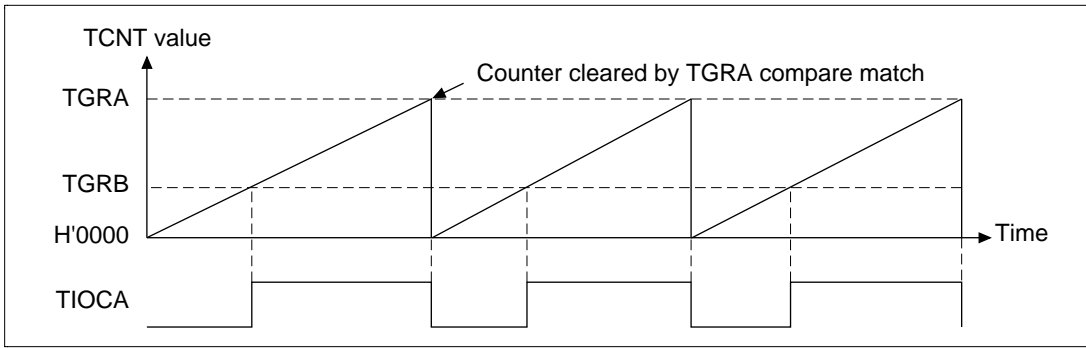 TCNT value
Counter cleared by TGRA compare match
TGRA
TGRB
H'0000
Time
TIOCA